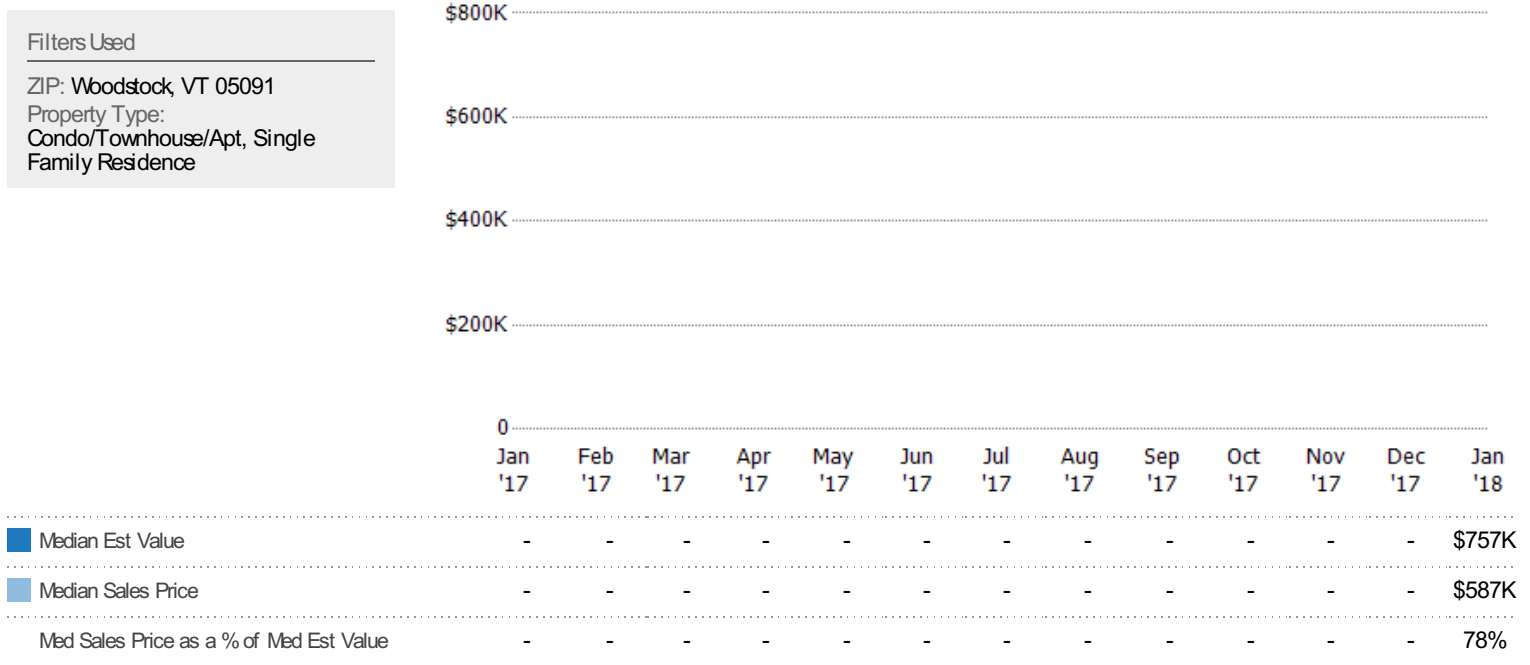 Filters Used
ZIP: Woodstock, VT 05091
Property Type:
Condo/Townhouse/Apt, Single
Family Residence
$800K
$600K
$400K
$200K
0
Jan Feb Mar Apr May Jun Jul Aug Sep Oct Nov Dec Jan
'17 '17 '17 '17 '17 '17 '17 '17 '17 '17 '17 '17 '18
Median Est Value - - - - - - - - - - - - $757K
Median Sales Price - - - - - - - - - - - - $587K
Med Sales Price as a % of Med Est Value - - - - - - - - - - - - 78%